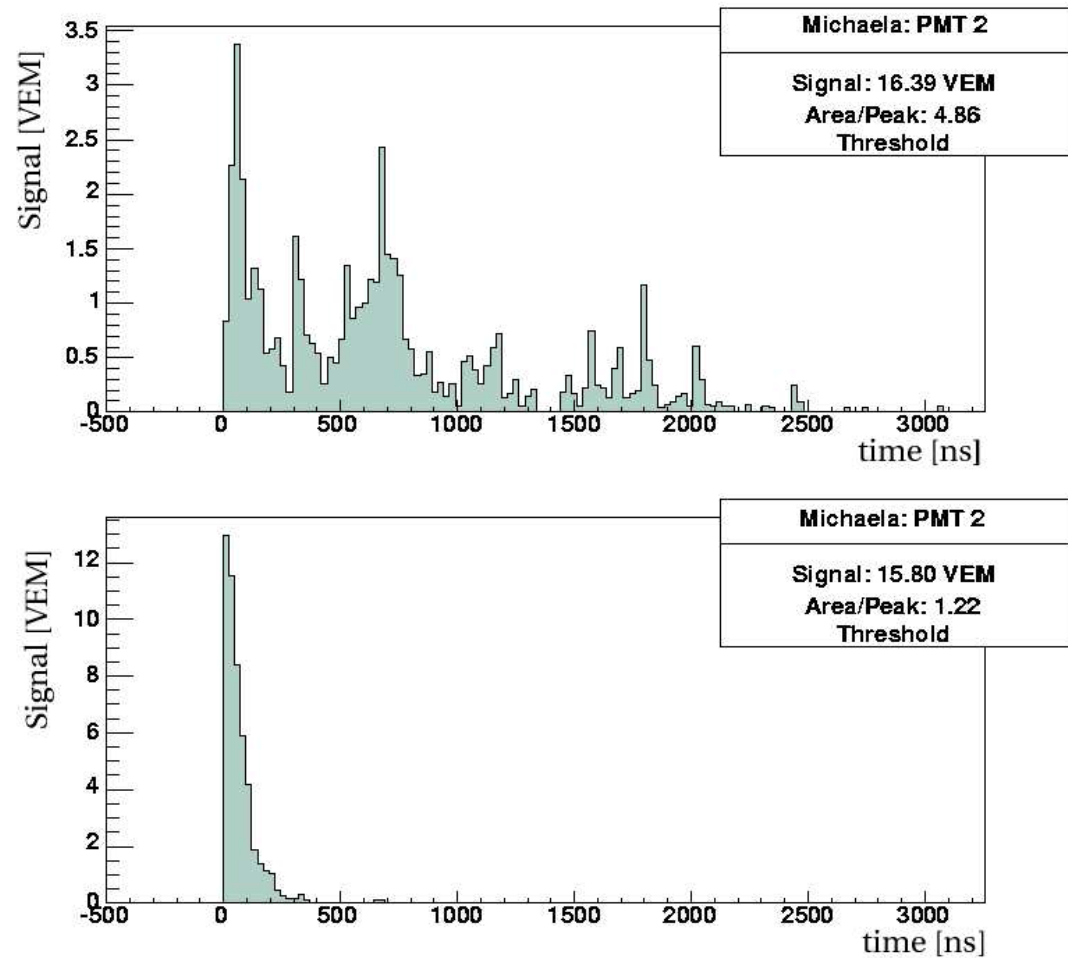 Michaela: PMT 2
Signal: 16.39 VEM
Area/Peak: 4.86
Threshold
Signal [VEM]
3.5
3
2.5
2
1.5
1
0.5
0
-500 0 500 1000 1500 2000 2500 3000
time [ns]
Michaela: PMT 2
Signal: 15.80 VEM
Area/Peak: 1.22
Threshold
Signal [VEM]
12
10
8
6
4
2
0
-500 0 500 1000 1500 2000 2500 3000
time [ns]